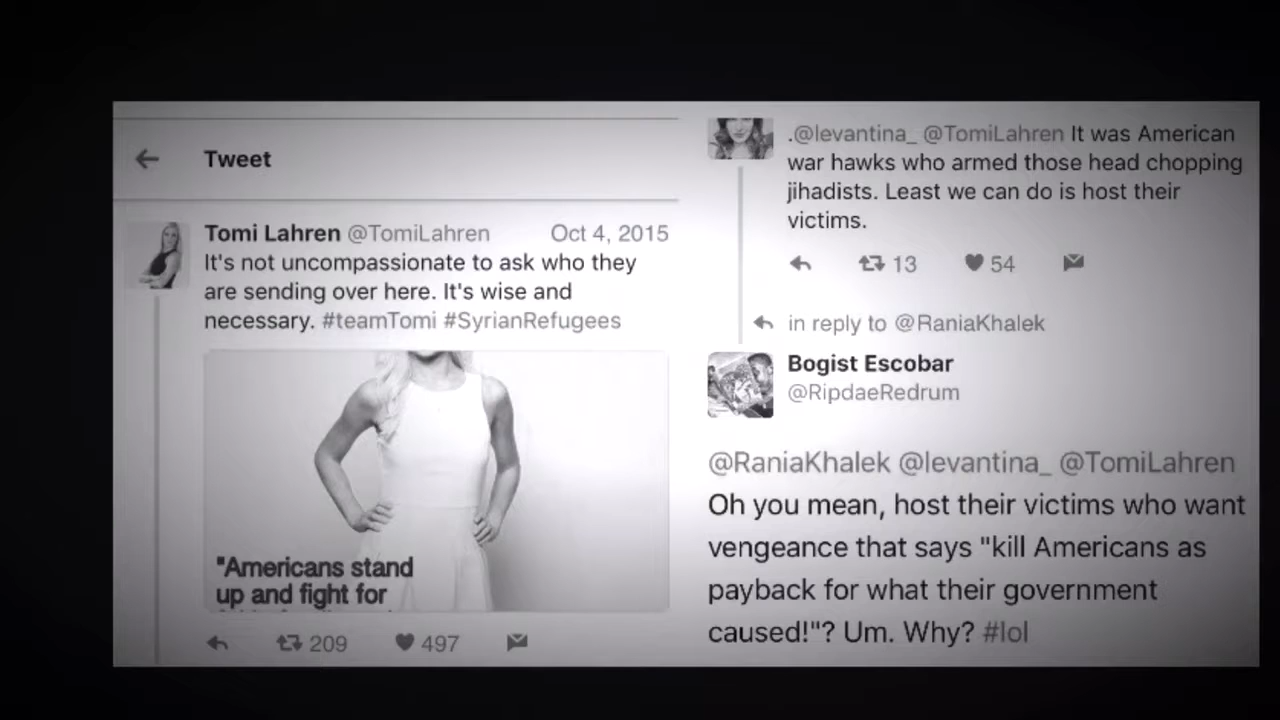 Tweet
Tomi Lahren @TomiLahren Oct 4, 2015
It's not uncompassionate to ask who they
are sending over here. It's wise and
necessary. #teamTomi #SyrianRefugees
"Americans stand
up and fight for
209 497
.@levantina_ @TomiLahren It was American
war hawks who armed those head chopping
jihadists. Least we can do is host their
victims.
13 54
in reply to @RaniaKhalek
Bogist Escobar
@RipdaeRedrum
@RaniaKhalek @levantina_ @TomiLahren
Oh you mean, host their victims who want
vengeance that says "kill Americans as
payback for what their government
caused!"? Um. Why? #lol